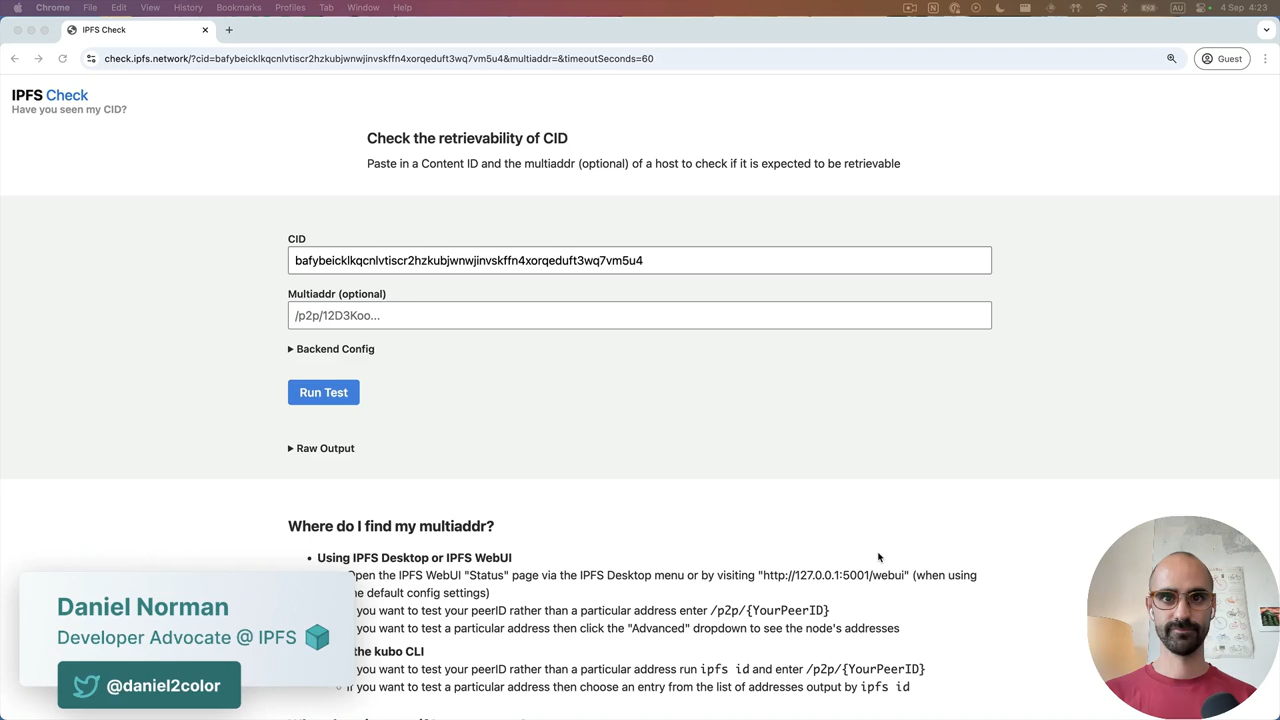 Chrome File Edit View History Bookmarks Profiles Tab Window Help AU 4 Sep 4:23
IPFS Check
check.ipfs.network/?cid=bafybeicklkqcnlvtiscr2hzkubjwnwjinvskffn4xorqeduft3wq7vm5u4&multiaddr=&timeoutSeconds=60
Guest
IPFS Check
Have you seen my CID?
Check the retrievability of CID
Paste in a Content ID and the multiaddr (optional) of a host to check if it is expected to be retrievable
CID
bafybeicklkqcnlvtiscr2hzkubjwnwjinvskffn4xorqeduft3wq7vm5u4
Multiaddr (optional)
/p2p/12D3Koo...
Backend Config
Run Test
Raw Output
Where do I find my multiaddr?
• Using IPFS Desktop or IPFS WebUI
Open the IPFS WebUI "Status" page via the IPFS Desktop menu or by visiting "http://127.0.0.1:5001/webui" (when using
he default config settings)
you want to test your peerID rather than a particular address enter /p2p/{YourPeerID}
you want to test a particular address then click the "Advanced" dropdown to see the node's addresses
the kubo CLI
you want to test your peerID rather than a particular address run ipfs id and enter /p2p/{YourPeerID}
If you want to test a particular address then choose an entry from the list of addresses output by ipfs id
Daniel Norman
Developer Advocate @ IPFS
@daniel2color